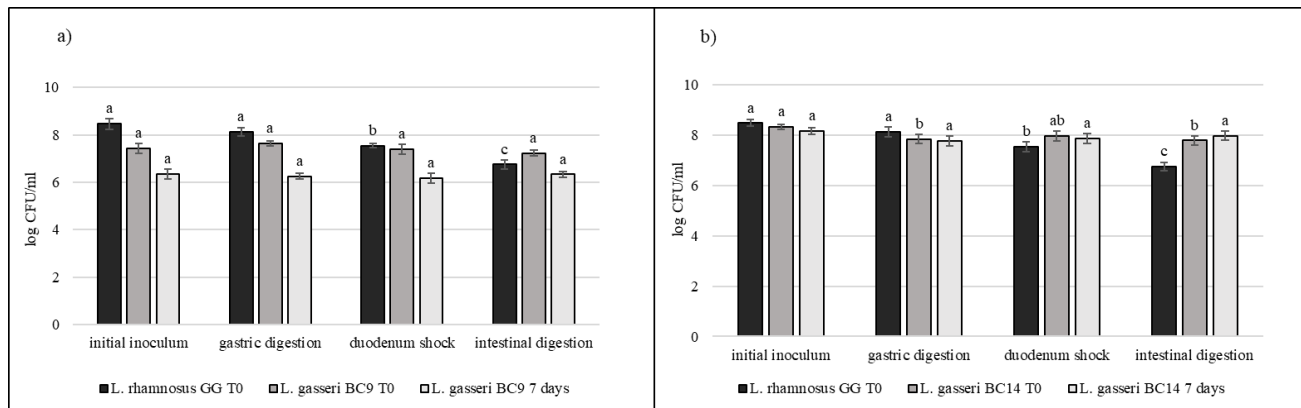 a)
10
8
6
4
2
0
log CFU/ml
a a a
a a a
b a a
c a a
initial inoculum gastric digestion duodenum shock intestinal digestion
L. rhamnosus GG T0 L. gasseri BC9 T0 L. gasseri BC9 7 days
b)
10
8
6
4
2
0
log CFU/ml
a a a
a b a
b ab a
c b a
initial inoculum gastric digestion duodenum shock intestinal digestion
L. rhamnosus GG T0 L. gasseri BC14 T0 L. gasseri BC14 7 days